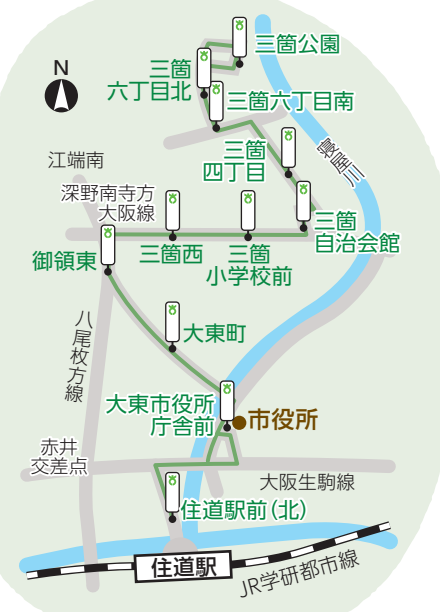 三箇公園
三箇
六丁目北
N
三箇六丁目南
江端南
三箇
四丁目
寝屋川
深野南寺方
大阪線
三箇
自治会館
御領東
三箇西
三箇
小学校前
八尾枚方線
大東町
大東市役所
庁舎前
市役所
赤井
交差点
大阪生駒線
住道駅前(北)
住道駅
JR学研都市線